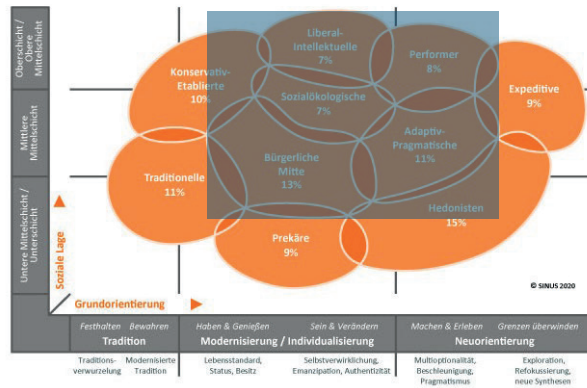 Oberschicht /
Obere
Mittelschicht
Mittlere
Mittelschicht
Untere Mittelschicht /
Unterschicht
Soziale Lage
Liberal-
Intellektuelle
7%
Performer
8%
Konservativ-
Etablierte
10%
Expeditive
9%
Sozialökologische
7%
Adaptiv-
Pragmatische
11%
Bürgerliche
Mitte
13%
Traditionelle
11%
Hedonisten
15%
Prekäre
9%
© SINUS 2020
Grundorientierung
Festhalten Bewahren
Tradition
Haben & Genießen Sein & Verändern
Modernisierung / Individualisierung
Machen & Erleben Grenzen überwinden
Neuorientierung
Traditions-
verwurzelung
Modernisierte
Tradition
Lebensstandard,
Status, Besitz
Selbstverwirklichung,
Emanzipation, Authentizität
Multioptionalität,
Beschleunigung,
Pragmatismus
Exploration,
Refokussierung,
neue Synthesen